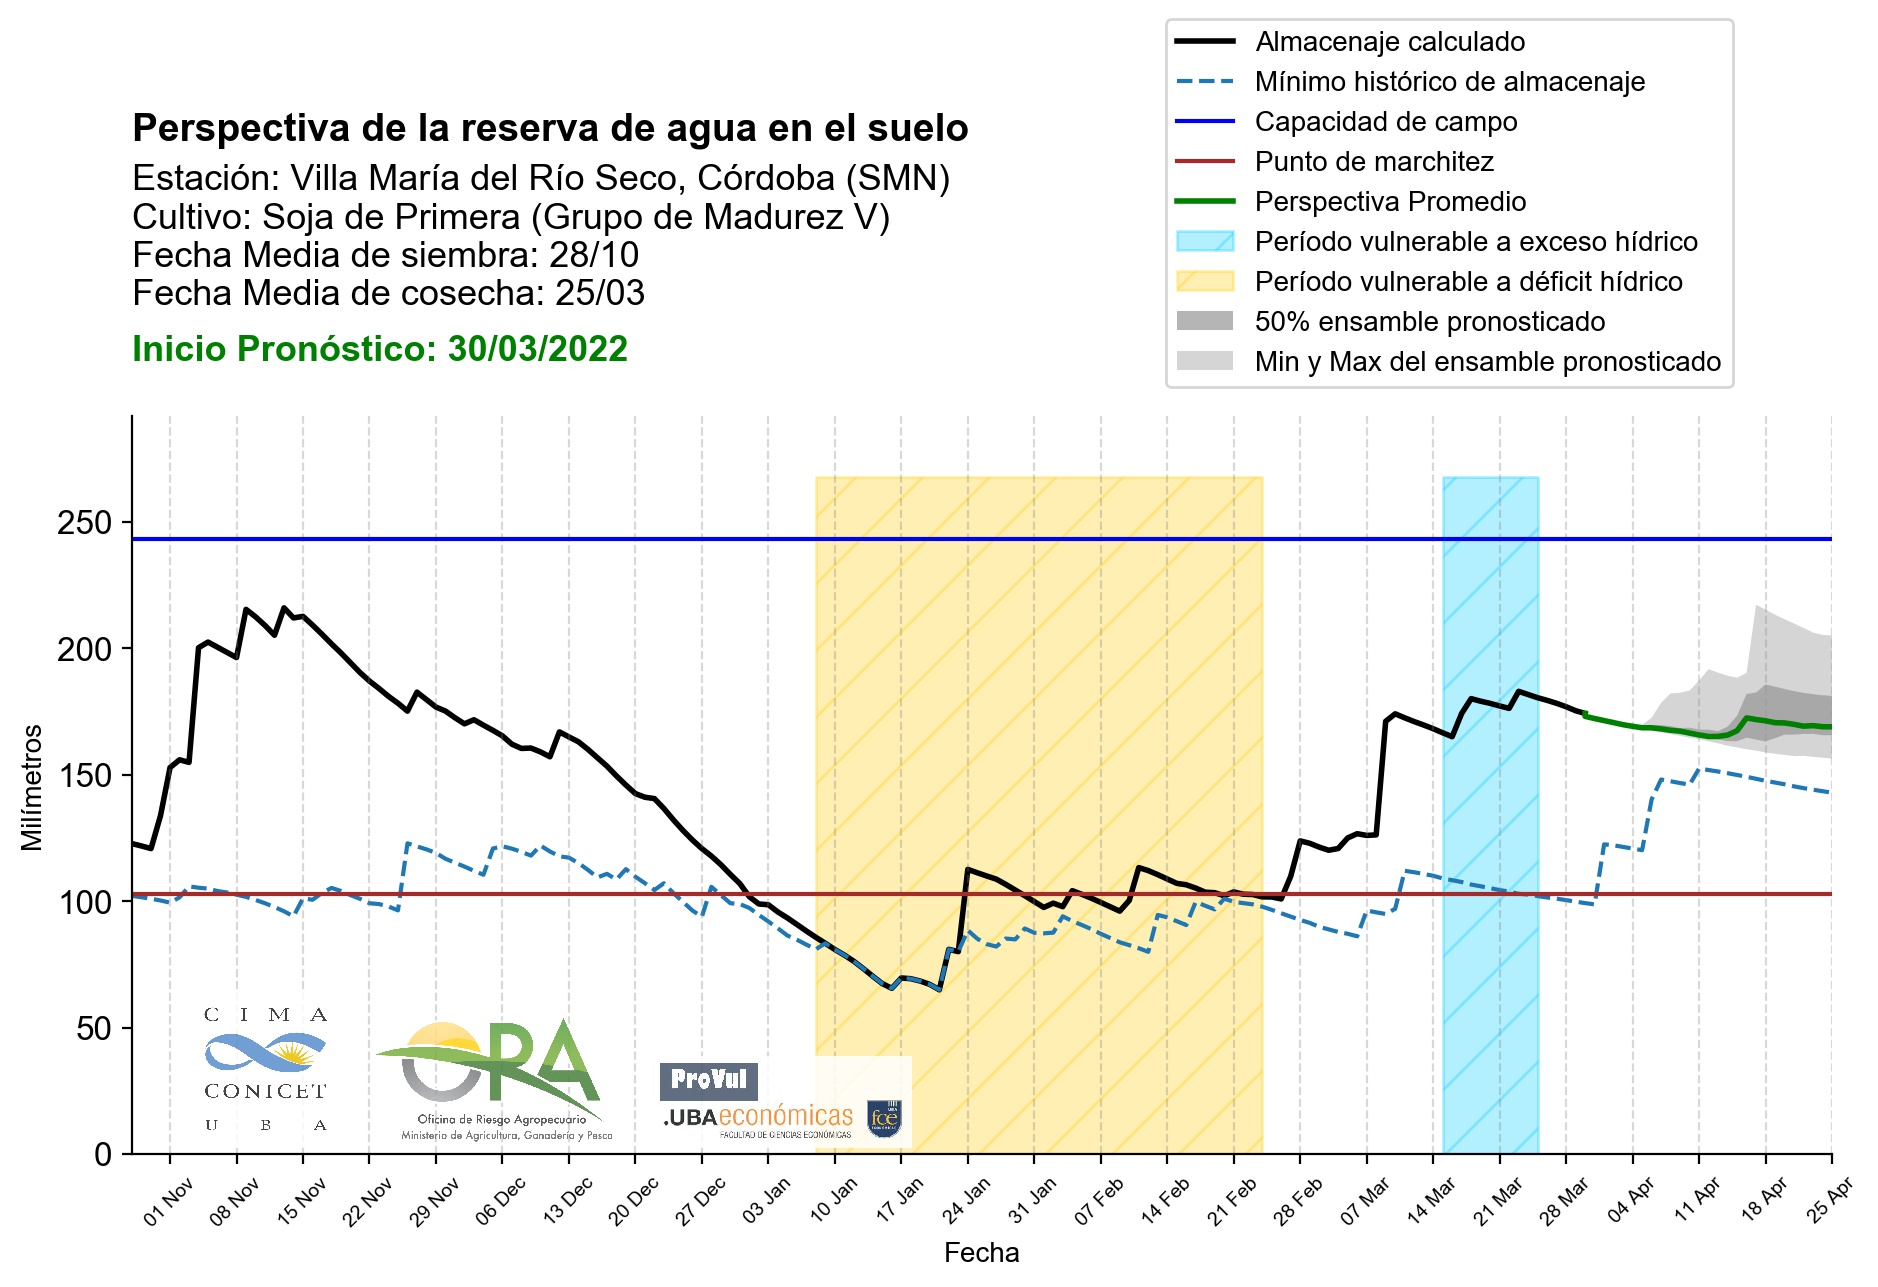 Almacenaje calculado
Mínimo histórico de almacenaje
Capacidad de campo
Punto de marchitez
Perspectiva Promedio
Período vulnerable a exceso hídrico
Período vulnerable a déficit hídrico
50% ensamble pronosticado
Min y Max del ensamble pronosticado
Perspectiva de la reserva de agua en el suelo
Estación: Villa María del Río Seco, Córdoba (SMN)
Cultivo: Soja de Primera (Grupo de Madurez V)
Fecha Media de siembra: 28/10
Fecha Media de cosecha: 25/03
Inicio Pronóstico: 30/03/2022
Milímetros
250
200
150
100
50
0
CIMA
CONICET
UBA
ORA
Oficina de Riesgo Agropecuario
Ministerio de Agricultura, Ganadería y Pesca
ProVul
.UBAeconómicas
FACULTAD DE CIENCIAS ECONÓMICAS
UBA
fce
01 Nov
08 Nov
15 Nov
22 Nov
29 Nov
06 Dec
13 Dec
20 Dec
27 Dec
03 Jan
10 Jan
17 Jan
24 Jan
31 Jan
07 Feb
14 Feb
21 Feb
28 Feb
07 Mar
14 Mar
21 Mar
28 Mar
04 Apr
11 Apr
18 Apr
25 Apr
Fecha